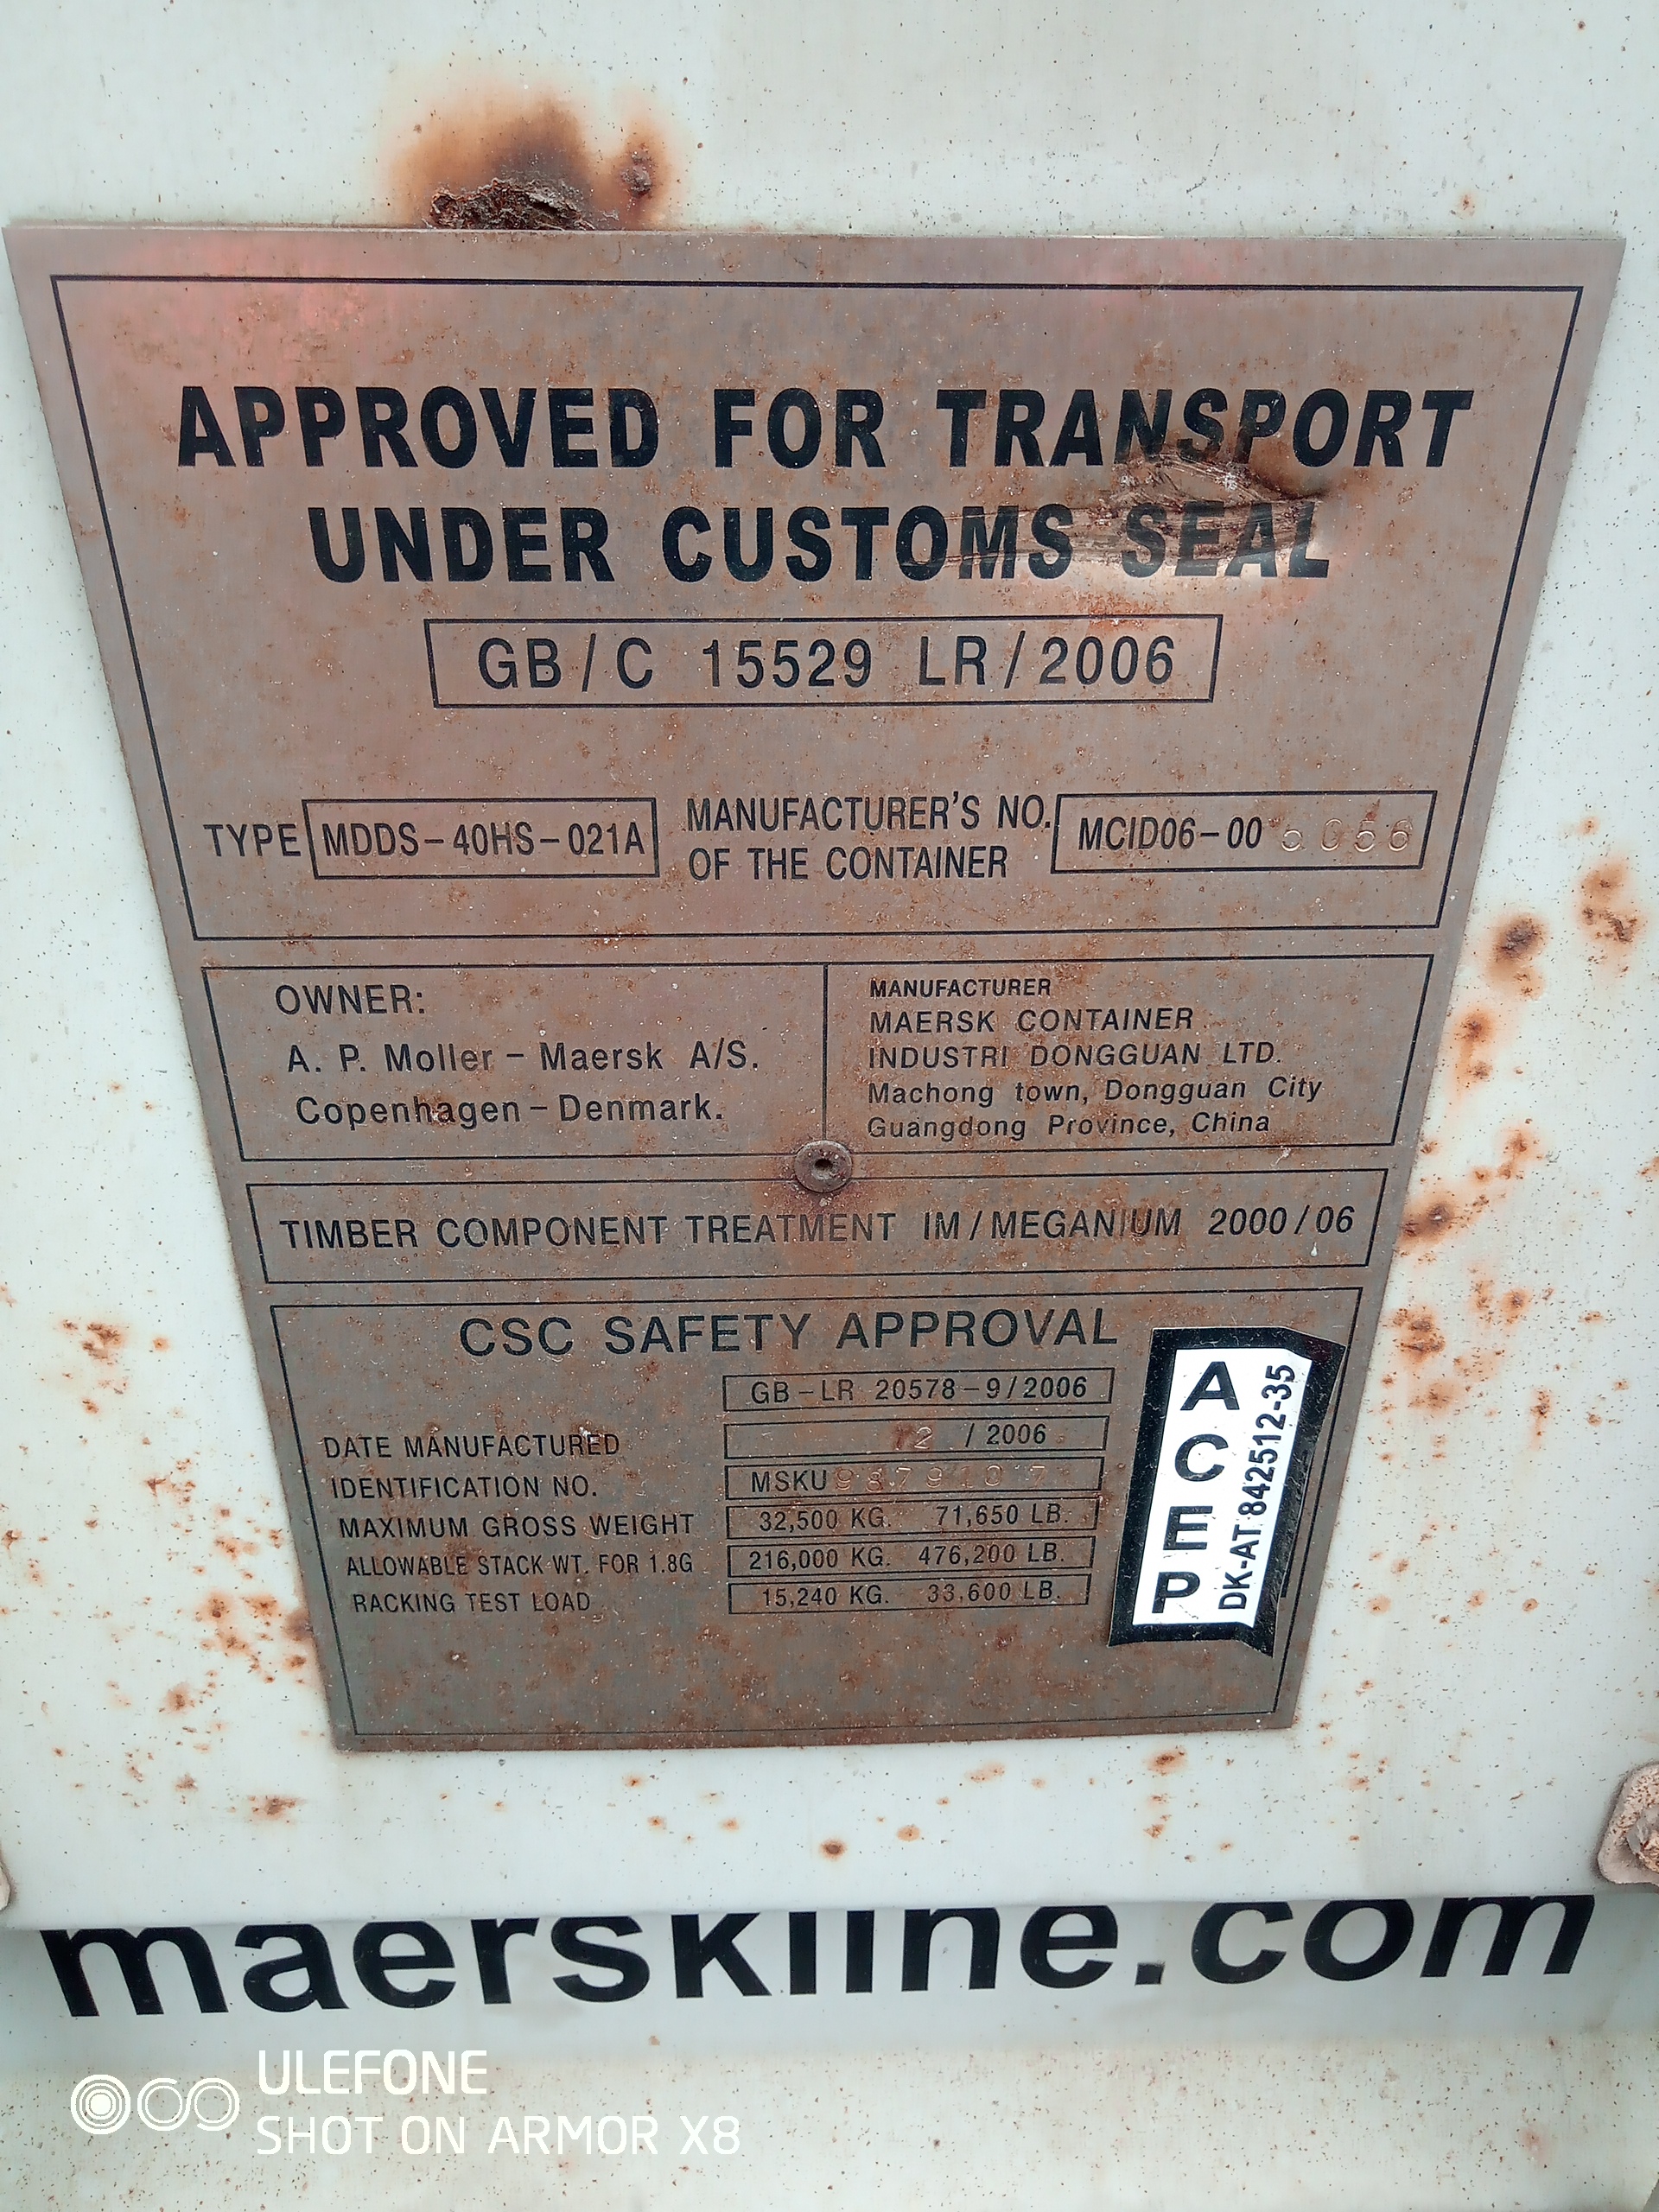 APPROVED FOR TRANSPORT
UNDER CUSTOMS SEAL
GB/C 15529 LR/2006
TYPE MDDS-40HS-021A
MANUFACTURER'S NO.
OF THE CONTAINER
MCID06-00 5056
OWNER:
A. P. Moller - Maersk A/S.
Copenhagen - Denmark.
MANUFACTURER
MAERSK CONTAINER
INDUSTRI DONGGUAN LTD.
Machong town, Dongguan City
Guangdong Province, China
TIMBER COMPONENT TREATMENT IM/MEGANIUM 2000/06
CSC SAFETY APPROVAL
GB-LR 20578-9/2006
DATE MANUFACTURED 12 / 2006
IDENTIFICATION NO. MSKU 9879107
MAXIMUM GROSS WEIGHT 32,500 KG. 71,650 LB.
ALLOWABLE STACK WT. FOR 1.8G 216,000 KG. 476,200 LB.
RACKING TEST LOAD 15,240 KG. 33,600 LB.
ACEP
DK-AT 842512-35
maerskline.com
ULEFONE
SHOT ON ARMOR X8